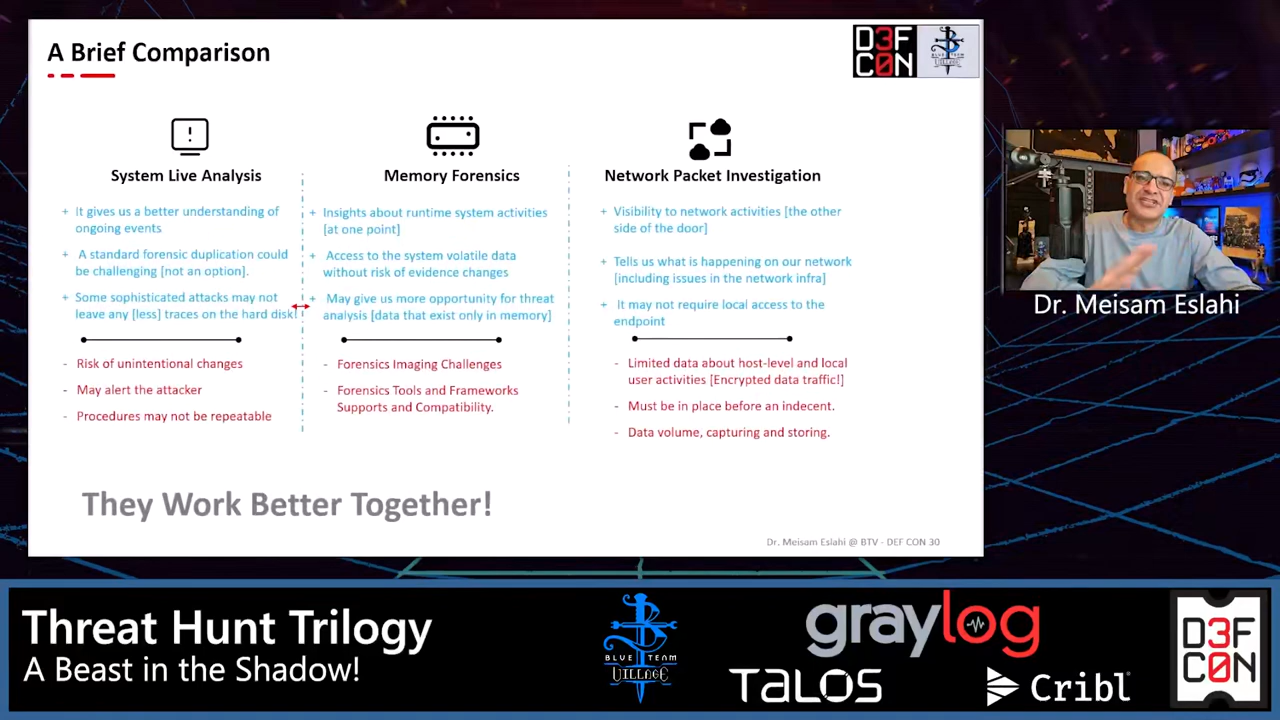 A Brief Comparison
D3F
C0N
BLUE TEAM
VILLAGE
System Live Analysis
+ It gives us a better understanding of
ongoing events
+ A standard forensic duplication could
be challenging [not an option].
+ Some sophisticated attacks may not
leave any [less] traces on the hard disk!
- Risk of unintentional changes
- May alert the attacker
- Procedures may not be repeatable
Memory Forensics
+ Insights about runtime system activities
[at one point]
+ Access to the system volatile data
without risk of evidence changes
+ May give us more opportunity for threat
analysis [data that exist only in memory]
- Forensics Imaging Challenges
- Forensics Tools and Frameworks
Supports and Compatibility.
Network Packet Investigation
+ Visibility to network activities [the other
side of the door]
+ Tells us what is happening on our network
[including issues in the network infra]
+ It may not require local access to the
endpoint
- Limited data about host-level and local
user activities [Encrypted data traffic!]
- Must be in place before an indecent.
- Data volume, capturing and storing.
They Work Better Together!
Dr. Meisam Eslahi @ BTV - DEF CON 30
Dr. Meisam Eslahi
Threat Hunt Trilogy
A Beast in the Shadow!
BLUE TEAM
VILLAGE
graylog
TALOS
Cribl
D3F
C0N